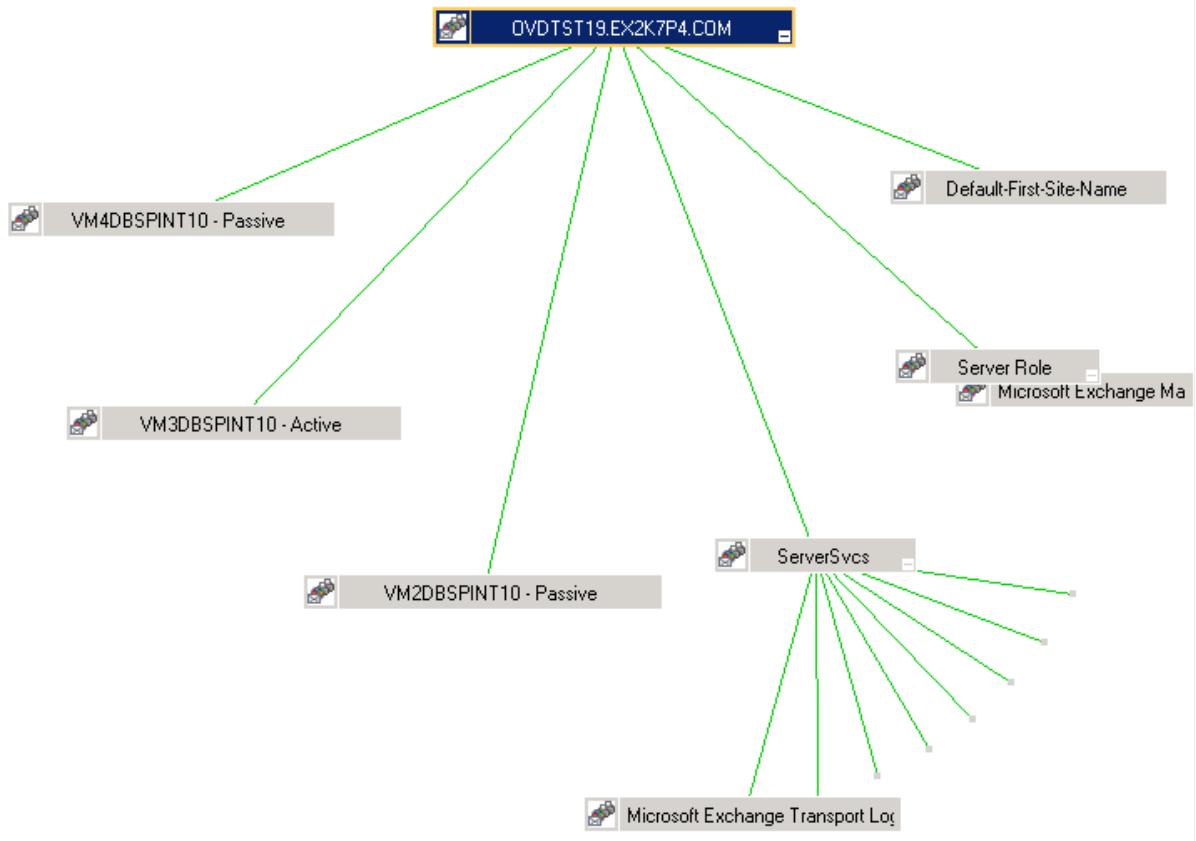 OVDTST19.EX2K7P4.COM
Default-First-Site-Name
VM4DBSPINT10 - Passive
Server Role
Microsoft Exchange Ma
VM3DBSPINT10 - Active
ServerSvcs
VM2DBSPINT10 - Passive
Microsoft Exchange Transport Log